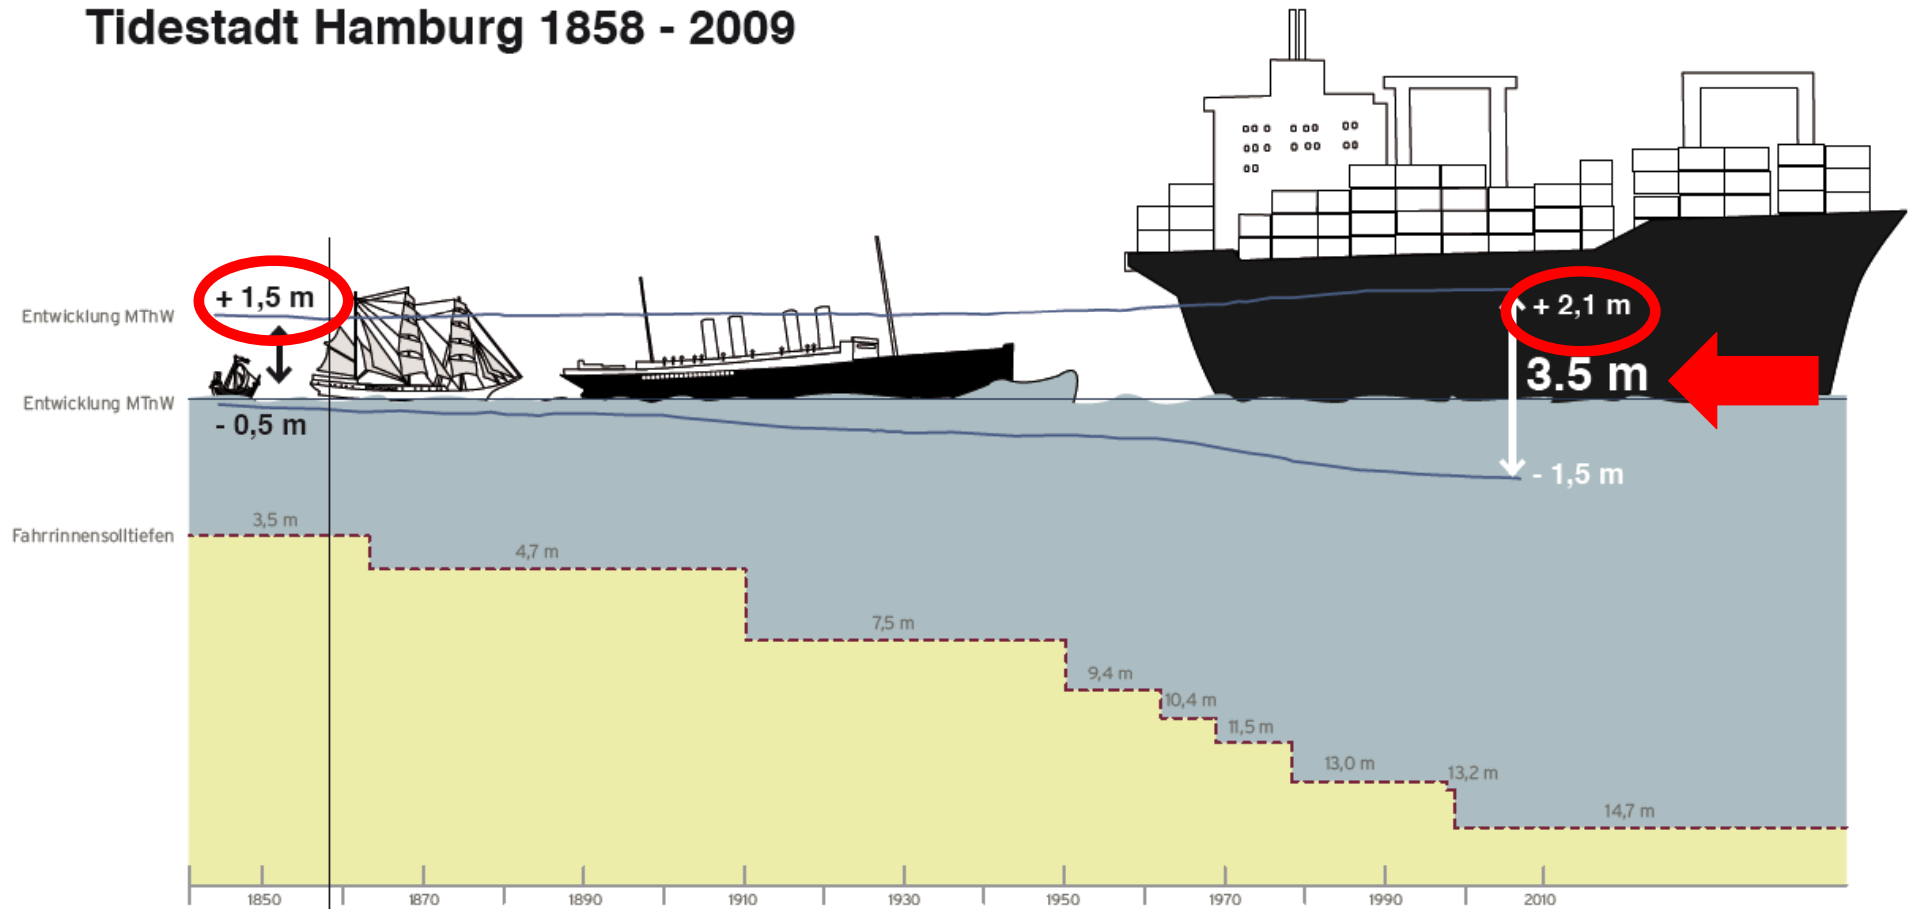 Tidestadt Hamburg 1858 - 2009
+ 1,5 m
Entwicklung MThW
+ 2,1 m
3.5 m
Entwicklung MTnW
- 0,5 m
- 1,5 m
3,5 m
Fahrrinnensolltiefen
4,7 m
7,5 m
9,4 m
10,4 m
11,5 m
13,0 m
13,2 m
14,7 m
1850 1870 1890 1910 1930 1950 1970 1990 2010